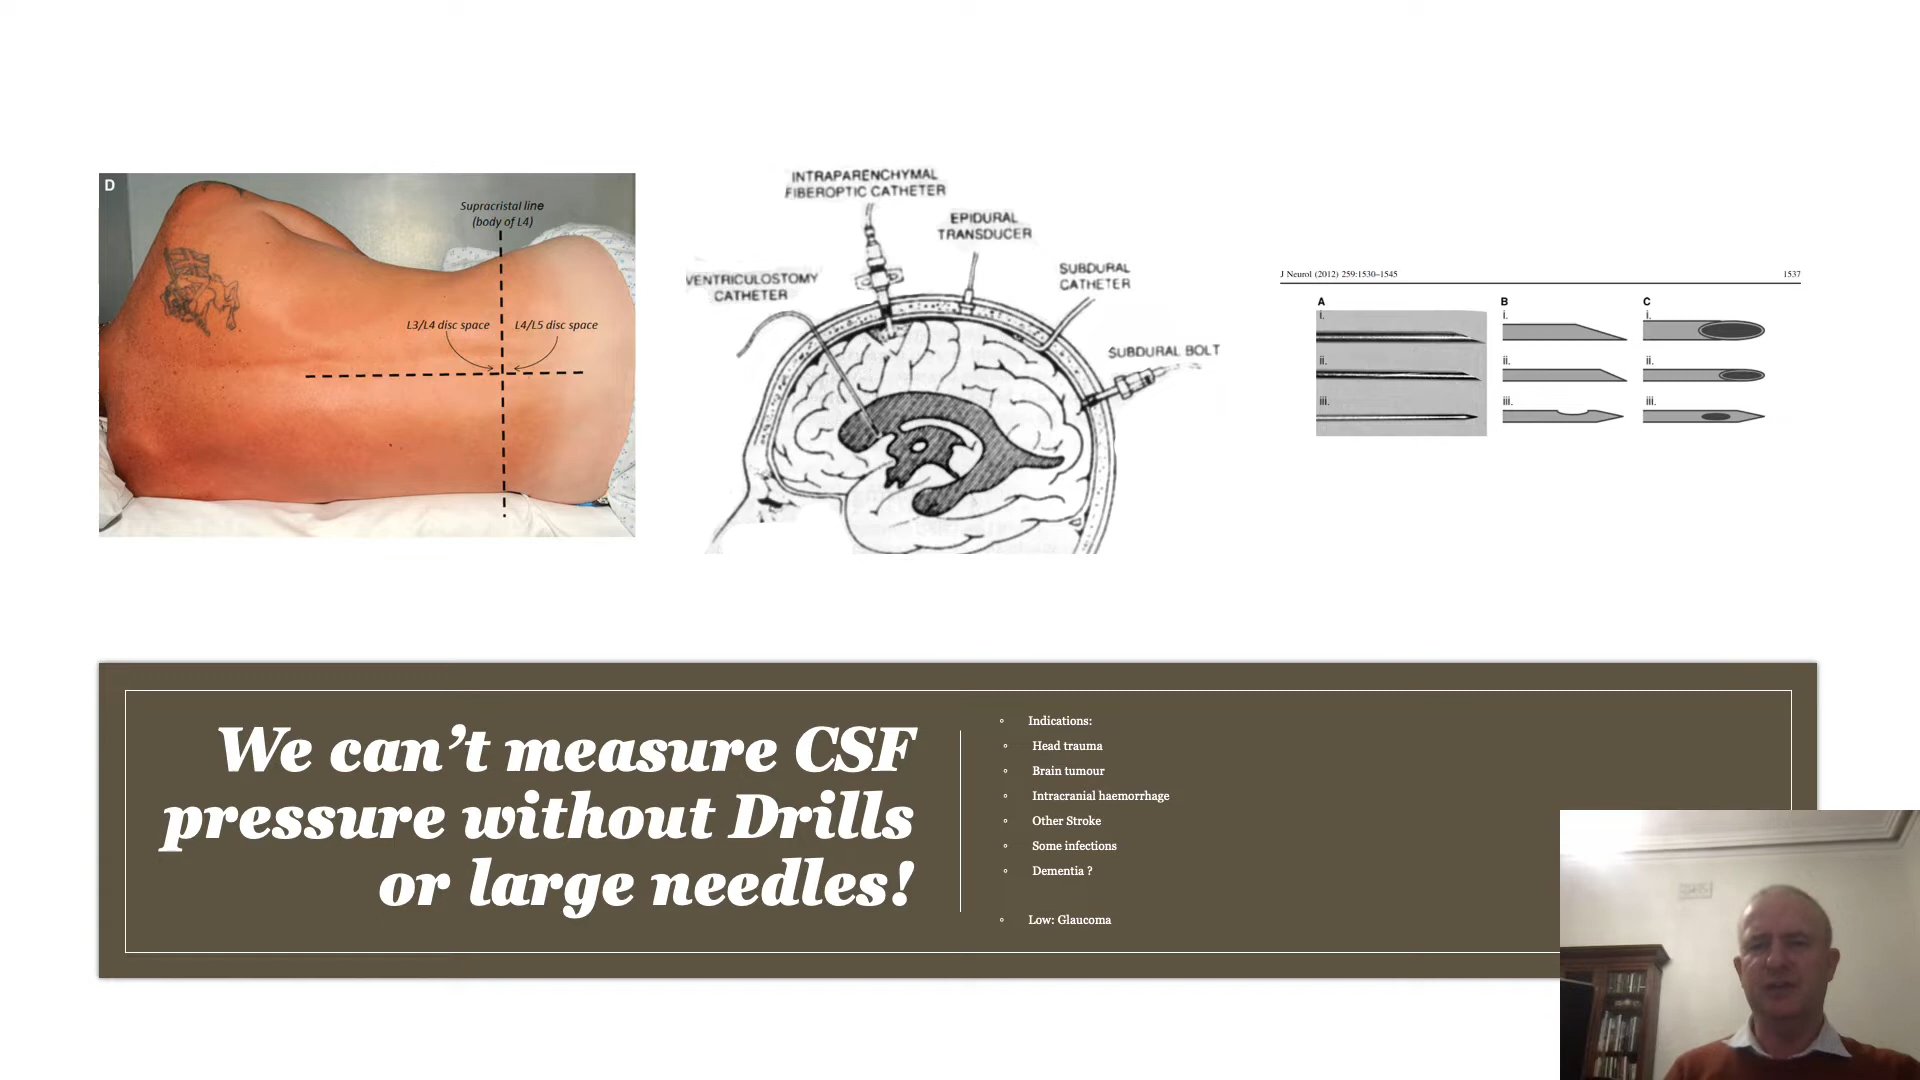 D
Supracristal line
(body of L4)
L3/L4 disc space
L4/L5 disc space
INTRAPARENCHYMAL
FIBEROPTIC CATHETER
EPIDURAL
TRANSDUCER
VENTRICULOSTOMY
CATHETER
SUBDURAL
CATHETER
SUBDURAL BOLT
J Neurol (2012) 259:1530–1545
1537
A
B
C
i.
i.
i.
ii.
ii.
ii.
iii.
iii.
iii.
We can’t measure CSF
pressure without Drills
or large needles!
Indications:
Head trauma
Brain tumour
Intracranial haemorrhage
Other Stroke
Some infections
Dementia ?
Low: Glaucoma